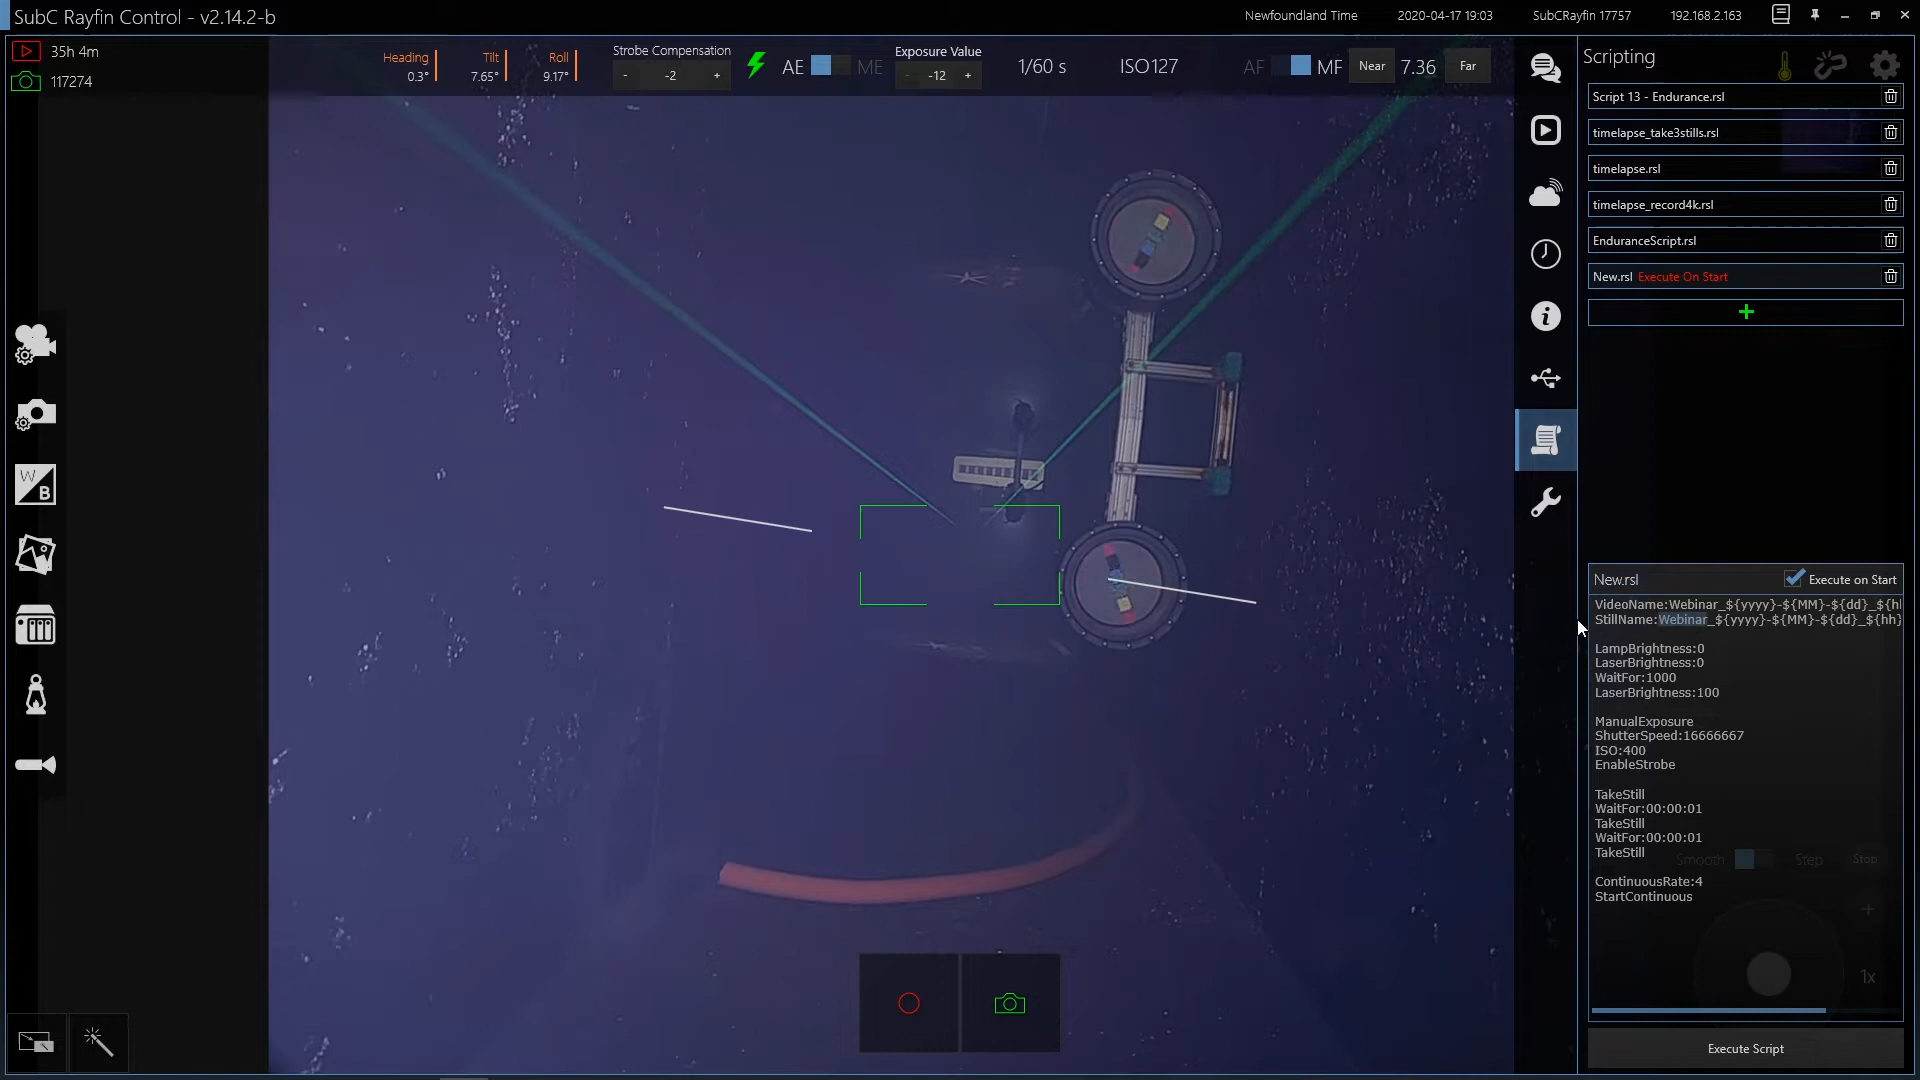 SubC Rayfin Control - v2.14.2-b
Newfoundland Time 2020-04-17 19:03 SubCRayfin 17757 192.168.2.163
35h 4m
117274
Heading
0.3°
Tilt
7.65°
Roll
9.17°
Strobe Compensation
- -2 +
AE ME
Exposure Value
- -12 +
1/60 s
ISO127
AF MF
Near 7.36 Far
W
B
Scripting
Script 13 - Endurance.rsl
timelapse_take3stills.rsl
timelapse.rsl
timelapse_record4k.rsl
EnduranceScript.rsl
New.rsl Execute On Start
+
New.rsl Execute on Start
VideoName:Webinar_${yyyy}-${MM}-${dd}_${h
StillName:Webinar_${yyyy}-${MM}-${dd}_${hh}
LampBrightness:0
LaserBrightness:0
WaitFor:1000
LaserBrightness:100
ManualExposure
ShutterSpeed:16666667
ISO:400
EnableStrobe
TakeStill
WaitFor:00:00:01
TakeStill
WaitFor:00:00:01
TakeStill
Smooth Step Stop
ContinuousRate:4
StartContinuous
+
1x
Execute Script